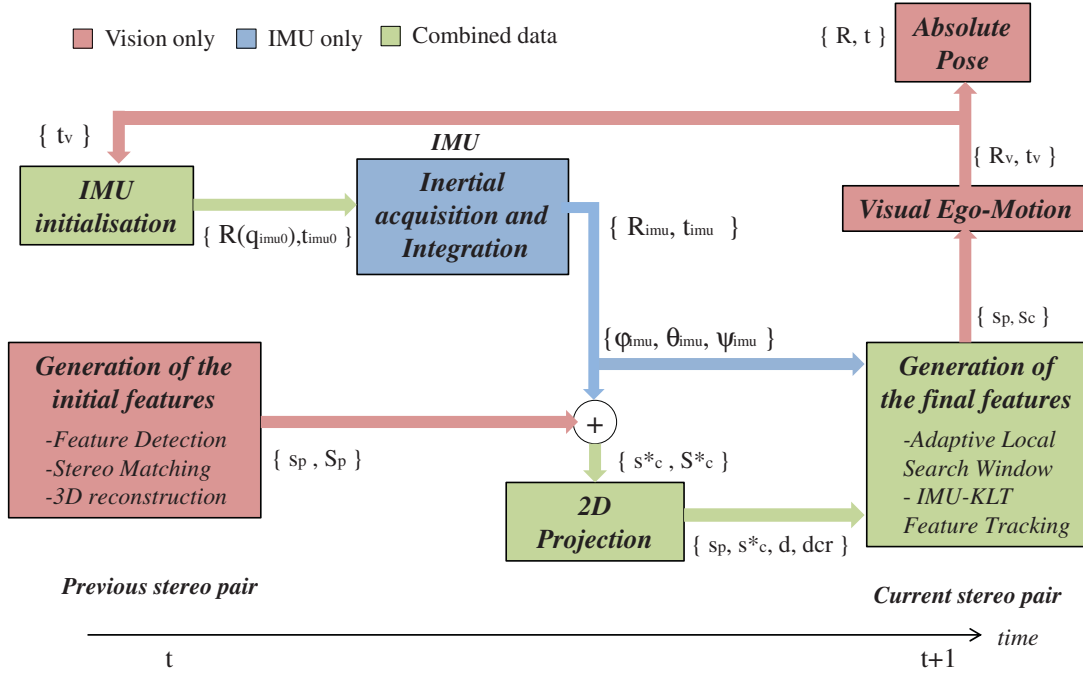 Vision only IMU only Combined data
{ R, t }
Absolute
Pose
{ tv }
IMU
{ Rv, tv }
IMU
initialisation
{ R(qimu0),timu0 }
Inertial
acquisition and
Integration
{ Rimu, timu }
Visual Ego-Motion
{ sp, sc }
{φimu, θimu, ψimu }
Generation of the
initial features
-Feature Detection
-Stereo Matching
-3D reconstruction
{ sp , Sp }
+
{ s*c , S*c }
2D
Projection
{ sp, s*c, d, dcr }
Generation of
the final features
-Adaptive Local
Search Window
- IMU-KLT
Feature Tracking
Previous stereo pair
Current stereo pair
time
t
t+1